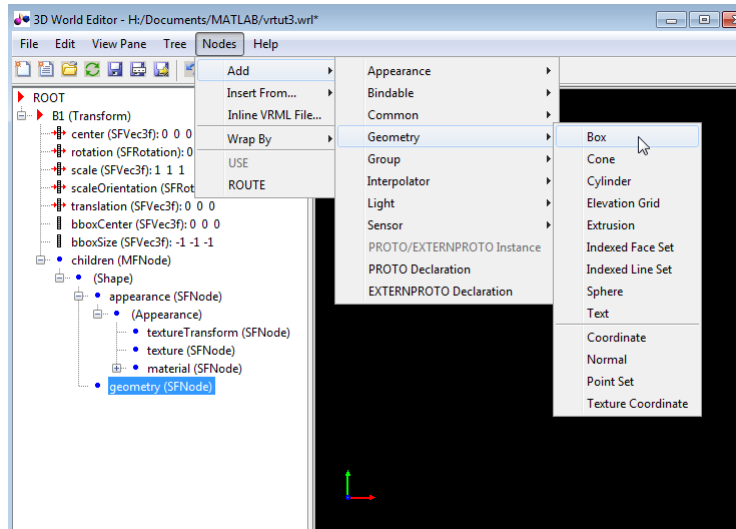 3D World Editor - H:/Documents/MATLAB/vrtut3.wrl*
File Edit View Pane Tree Nodes Help
ROOT
B1 (Transform)
center (SFVec3f): 0 0 0
rotation (SFRotation): 0
scale (SFVec3f): 1 1 1
scaleOrientation (SFRot
translation (SFVec3f): 0 0 0
bboxCenter (SFVec3f): 0 0 0
bboxSize (SFVec3f): -1 -1 -1
children (MFNode)
(Shape)
appearance (SFNode)
(Appearance)
textureTransform (SFNode)
texture (SFNode)
material (SFNode)
geometry (SFNode)
Add
Insert From...
Inline VRML File...
Wrap By
USE
ROUTE
Appearance
Bindable
Common
Geometry
Group
Interpolator
Light
Sensor
PROTO/EXTERNPROTO Instance
PROTO Declaration
EXTERNPROTO Declaration
Box
Cone
Cylinder
Elevation Grid
Extrusion
Indexed Face Set
Indexed Line Set
Sphere
Text
Coordinate
Normal
Point Set
Texture Coordinate